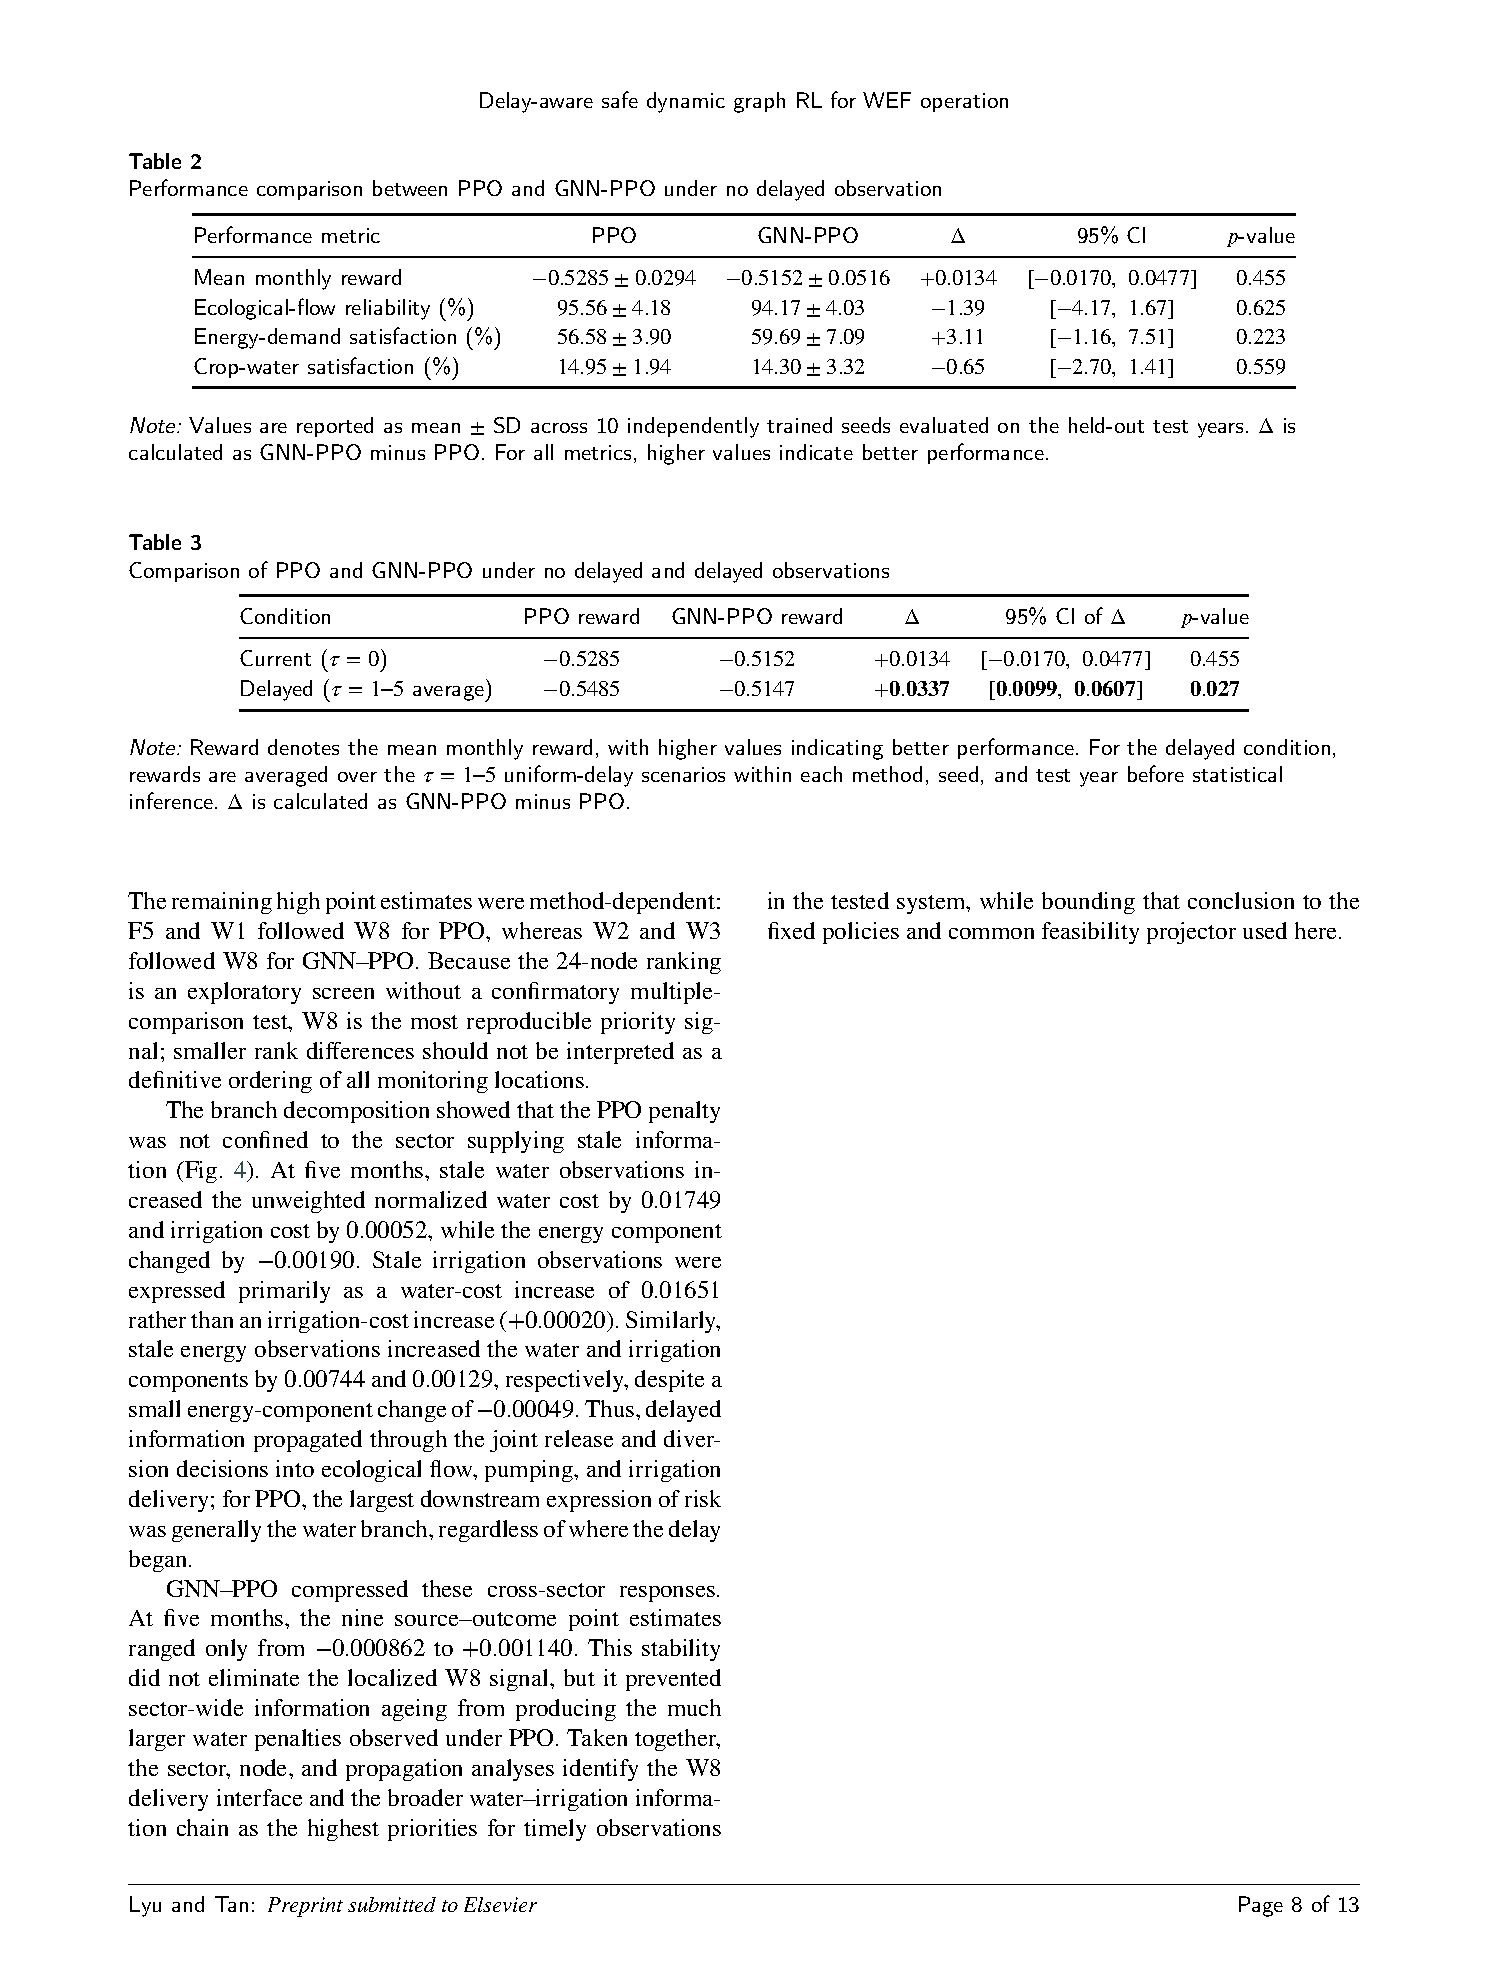 Delay-aware safe dynamic graph RL for WEF operation
Table 2
Performance comparison between PPO and GNN-PPO under no delayed observation
Performance metric PPO GNN-PPO Δ 95% CI p-value
Mean monthly reward −0.5285 ± 0.0294 −0.5152 ± 0.0516 +0.0134 [−0.0170, 0.0477] 0.455
Ecological-flow reliability (%) 95.56 ± 4.18 94.17 ± 4.03 −1.39 [−4.17, 1.67] 0.625
Energy-demand satisfaction (%) 56.58 ± 3.90 59.69 ± 7.09 +3.11 [−1.16, 7.51] 0.223
Crop-water satisfaction (%) 14.95 ± 1.94 14.30 ± 3.32 −0.65 [−2.70, 1.41] 0.559
Note: Values are reported as mean ± SD across 10 independently trained seeds evaluated on the held-out test years. Δ is
calculated as GNN-PPO minus PPO. For all metrics, higher values indicate better performance.
Table 3
Comparison of PPO and GNN-PPO under no delayed and delayed observations
Condition PPO reward GNN-PPO reward Δ 95% CI of Δ p-value
Current (τ = 0) −0.5285 −0.5152 +0.0134 [−0.0170, 0.0477] 0.455
Delayed (τ = 1–5 average) −0.5485 −0.5147 +0.0337 [0.0099, 0.0607] 0.027
Note: Reward denotes the mean monthly reward, with higher values indicating better performance. For the delayed condition,
rewards are averaged over the τ = 1–5 uniform-delay scenarios within each method, seed, and test year before statistical
inference. Δ is calculated as GNN-PPO minus PPO.
The remaining high point estimates were method-dependent:
F5 and W1 followed W8 for PPO, whereas W2 and W3
followed W8 for GNN–PPO. Because the 24-node ranking
is an exploratory screen without a confirmatory multiple-
comparison test, W8 is the most reproducible priority sig-
nal; smaller rank differences should not be interpreted as a
definitive ordering of all monitoring locations.
The branch decomposition showed that the PPO penalty
was not confined to the sector supplying stale informa-
tion (Fig. 4). At five months, stale water observations in-
creased the unweighted normalized water cost by 0.01749
and irrigation cost by 0.00052, while the energy component
changed by −0.00190. Stale irrigation observations were
expressed primarily as a water-cost increase of 0.01651
rather than an irrigation-cost increase (+0.00020). Similarly,
stale energy observations increased the water and irrigation
components by 0.00744 and 0.00129, respectively, despite a
small energy-component change of −0.00049. Thus, delayed
information propagated through the joint release and diver-
sion decisions into ecological flow, pumping, and irrigation
delivery; for PPO, the largest downstream expression of risk
was generally the water branch, regardless of where the delay
began.
GNN–PPO compressed these cross-sector responses.
At five months, the nine source–outcome point estimates
ranged only from −0.000862 to +0.001140. This stability
did not eliminate the localized W8 signal, but it prevented
sector-wide information ageing from producing the much
larger water penalties observed under PPO. Taken together,
the sector, node, and propagation analyses identify the W8
delivery interface and the broader water–irrigation informa-
tion chain as the highest priorities for timely observations
in the tested system, while bounding that conclusion to the
fixed policies and common feasibility projector used here.
Lyu and Tan: Preprint submitted to Elsevier Page 8 of 13